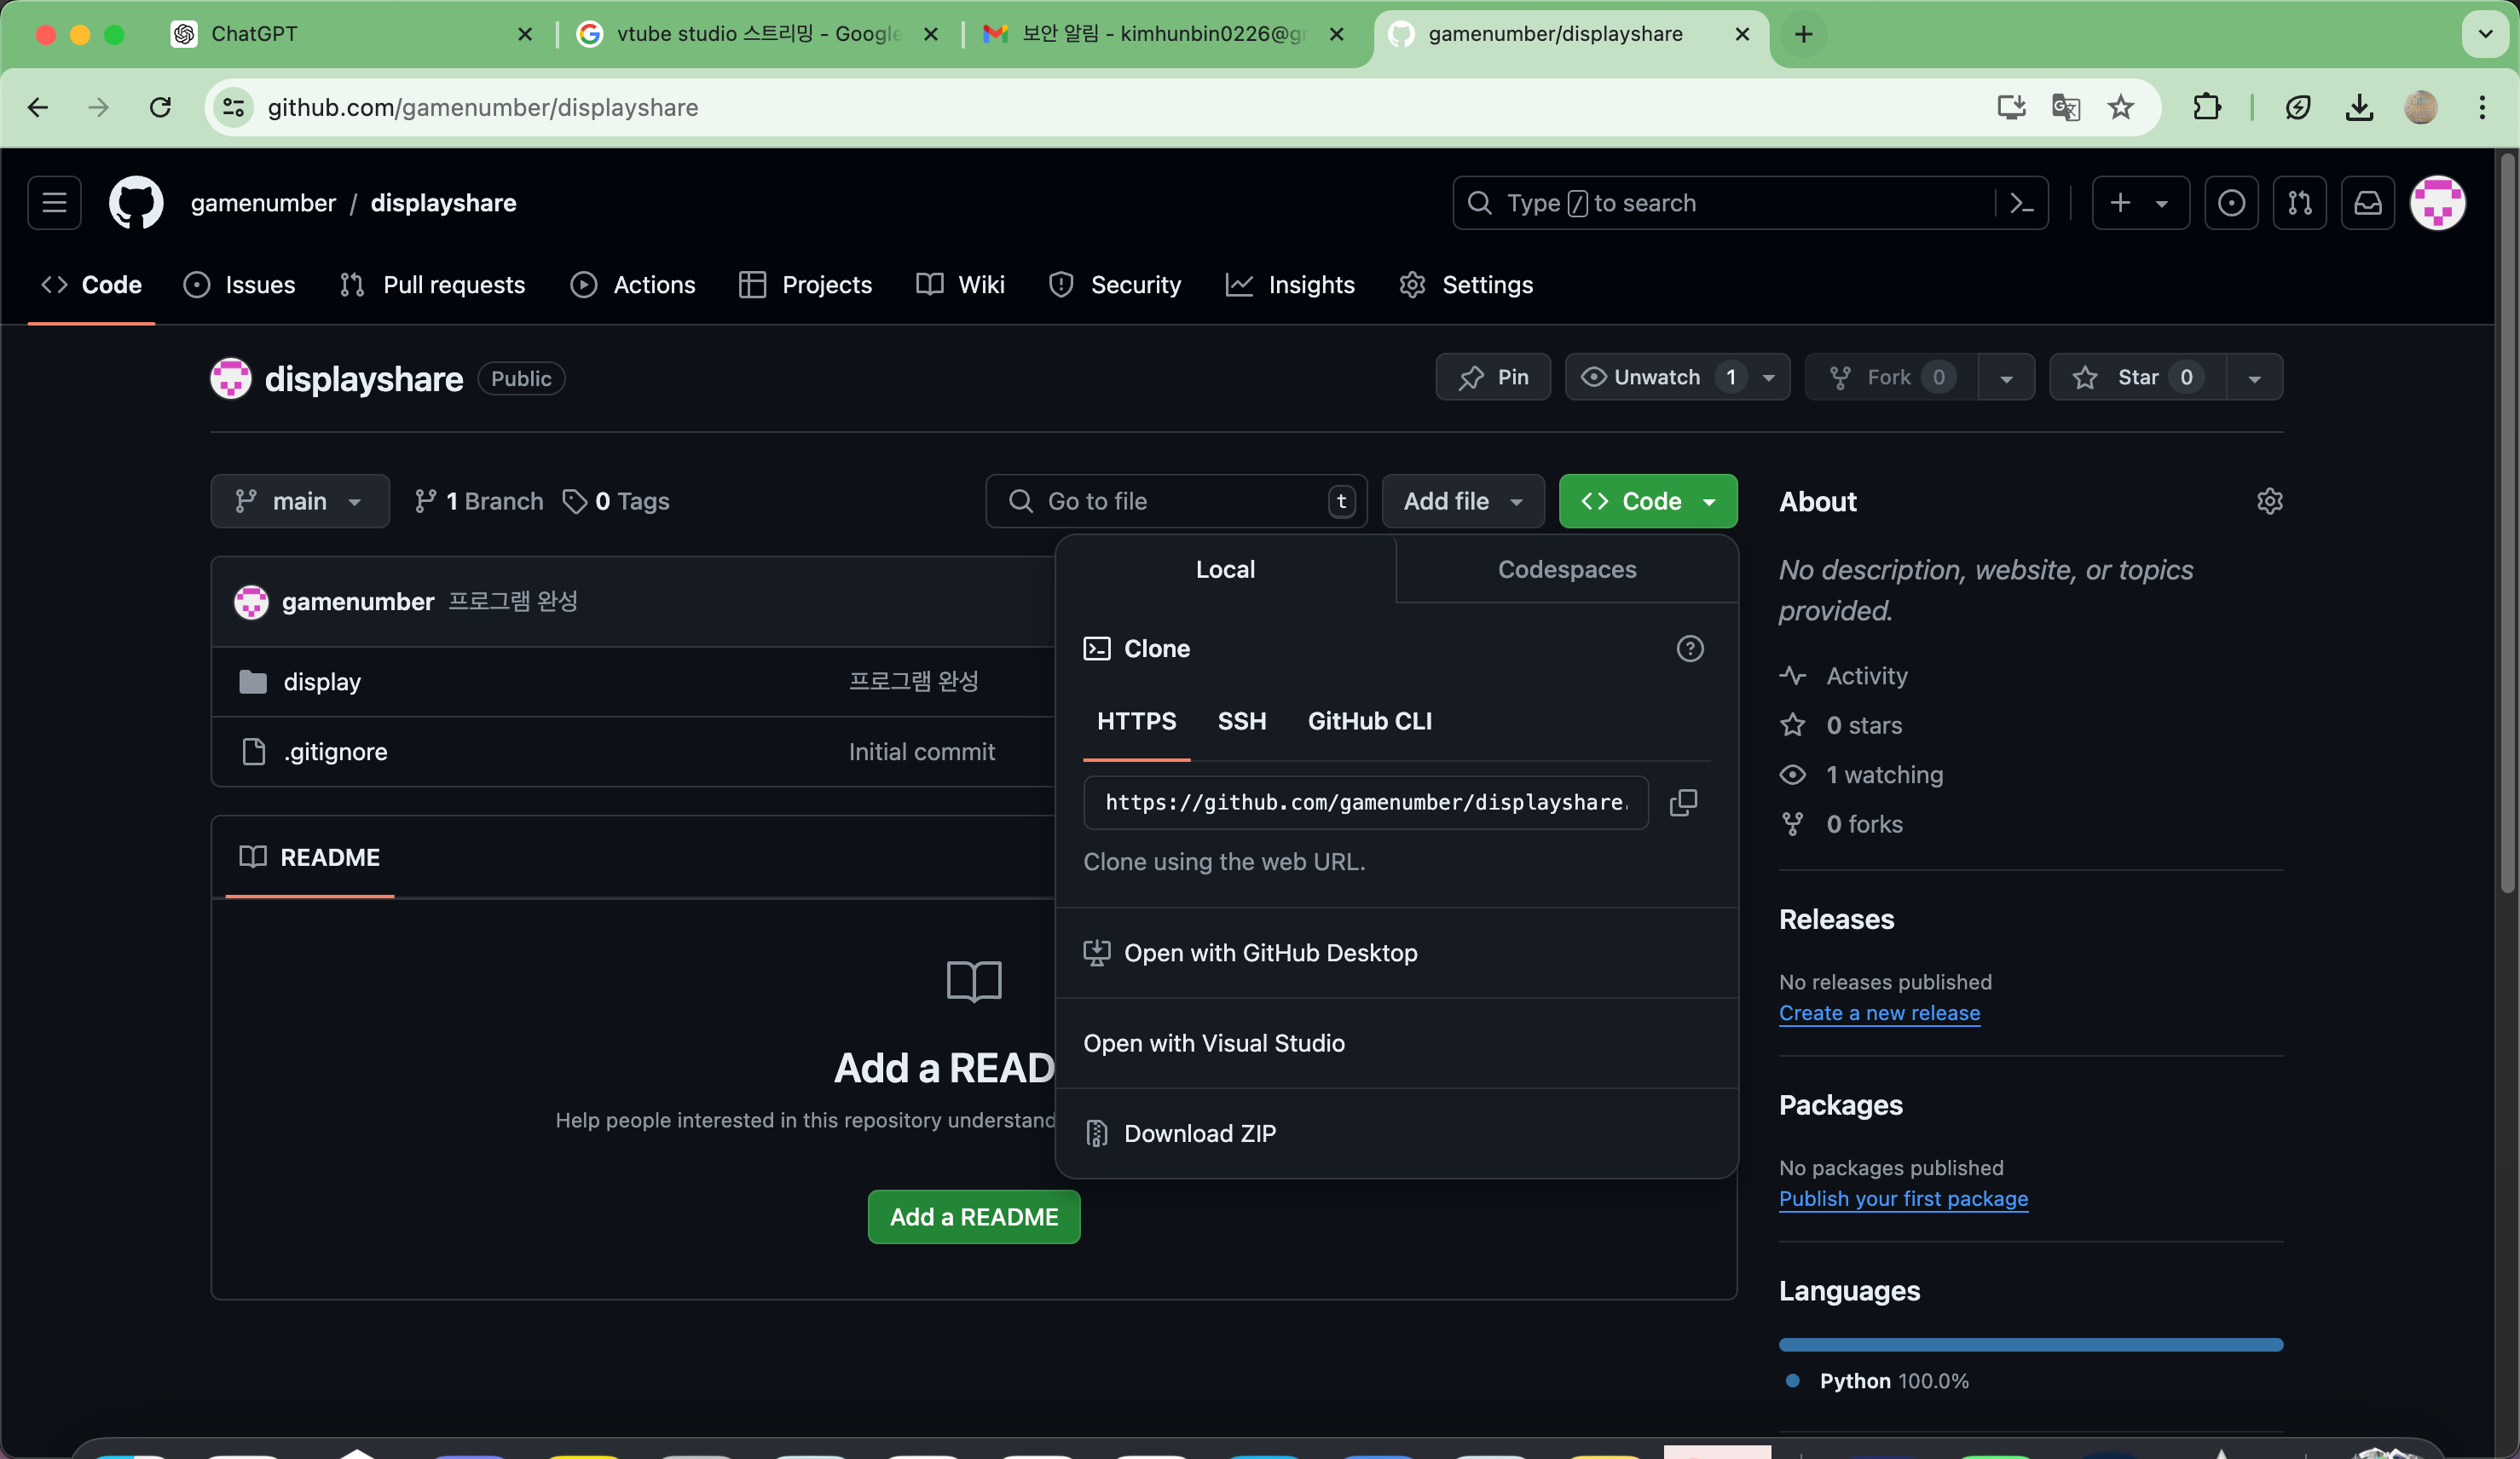 ChatGPT
vtube studio 스트리밍 - Google
보안 알림 - kimhunbin0226@gr
gamenumber/displayshare
github.com/gamenumber/displayshare
gamenumber / displayshare
Type / to search
Code
Issues
Pull requests
Actions
Projects
Wiki
Security
Insights
Settings
displayshare Public
Pin
Unwatch 1
Fork 0
Star 0
main
1 Branch
0 Tags
Go to file t
Add file
Code
gamenumber 프로그램 완성
display 프로그램 완성
.gitignore Initial commit
README
Add a READ
Help people interested in this repository understand
Add a README
Local
Codespaces
Clone
HTTPS
SSH
GitHub CLI
https://github.com/gamenumber/displayshare.
Clone using the web URL.
Open with GitHub Desktop
Open with Visual Studio
Download ZIP
About
No description, website, or topics
provided.
Activity
0 stars
1 watching
0 forks
Releases
No releases published
Create a new release
Packages
No packages published
Publish your first package
Languages
Python 100.0%